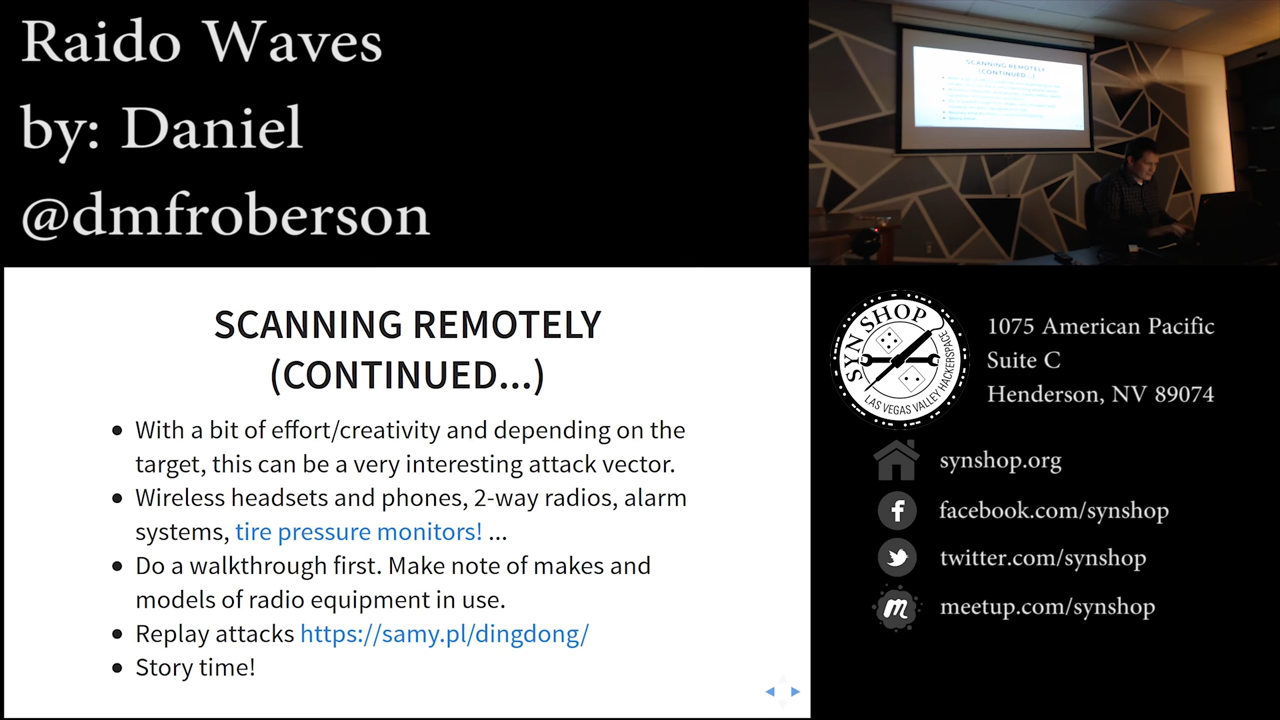 Raido Waves
by: Daniel
@dmfroberson
SCANNING REMOTELY
(CONTINUED...)
SCANNING REMOTELY
(CONTINUED...)
• With a bit of effort/creativity and depending on the
target, this can be a very interesting attack vector.
• Wireless headsets and phones, 2-way radios, alarm
systems, tire pressure monitors! ...
• Do a walkthrough first. Make note of makes and
models of radio equipment in use.
• Replay attacks https://samy.pl/dingdong/
• Story time!
SYN SHOP
LAS VEGAS VALLEY HACKERSPACE
1075 American Pacific
Suite C
Henderson, NV 89074
synshop.org
facebook.com/synshop
twitter.com/synshop
meetup.com/synshop